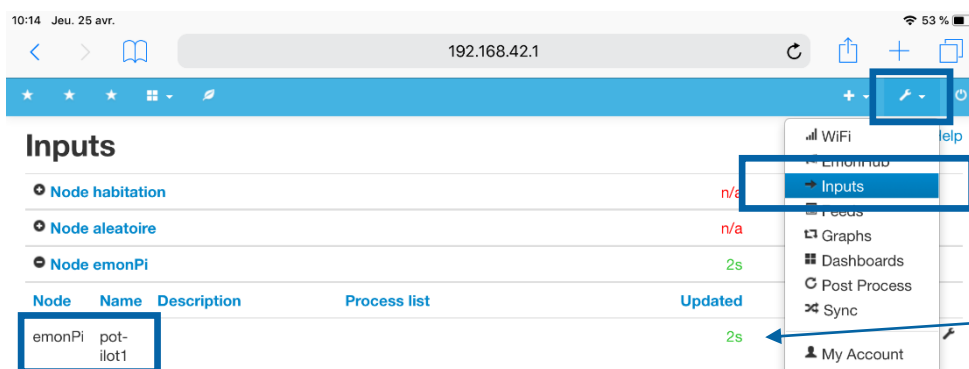 10:14 Jeu. 25 avr. 53 %
192.168.42.1
Inputs
WiFi
Help
EmonHub
Node habitation n/a
Inputs
Feeds
Node aleatoire n/a
Graphs
Node emonPi 2s
Dashboards
Post Process
Node Name Description Process list Updated
Sync
emonPi pot- 2s
ilot1
My Account